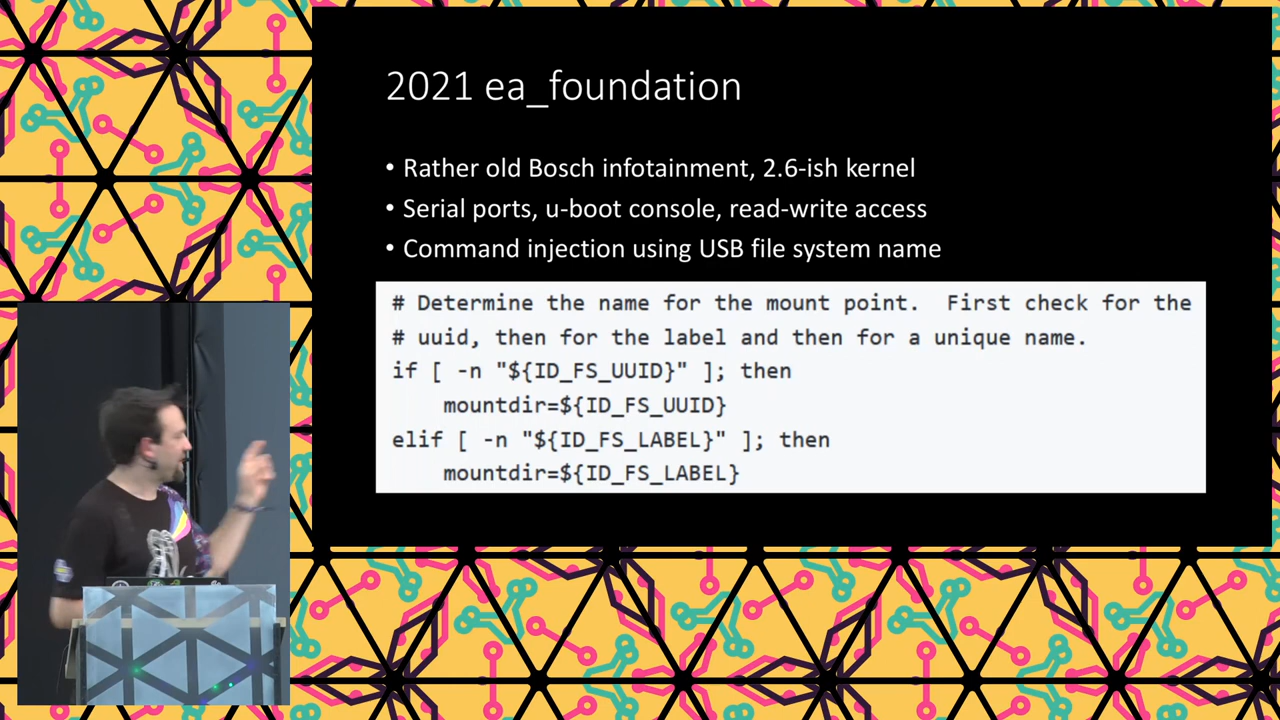 2021 ea_foundation
• Rather old Bosch infotainment, 2.6-ish kernel
• Serial ports, u-boot console, read-write access
• Command injection using USB file system name
# Determine the name for the mount point.  First check for the
# uuid, then for the label and then for a unique name.
if [ -n "${ID_FS_UUID}" ]; then
    mountdir=${ID_FS_UUID}
elif [ -n "${ID_FS_LABEL}" ]; then
    mountdir=${ID_FS_LABEL}